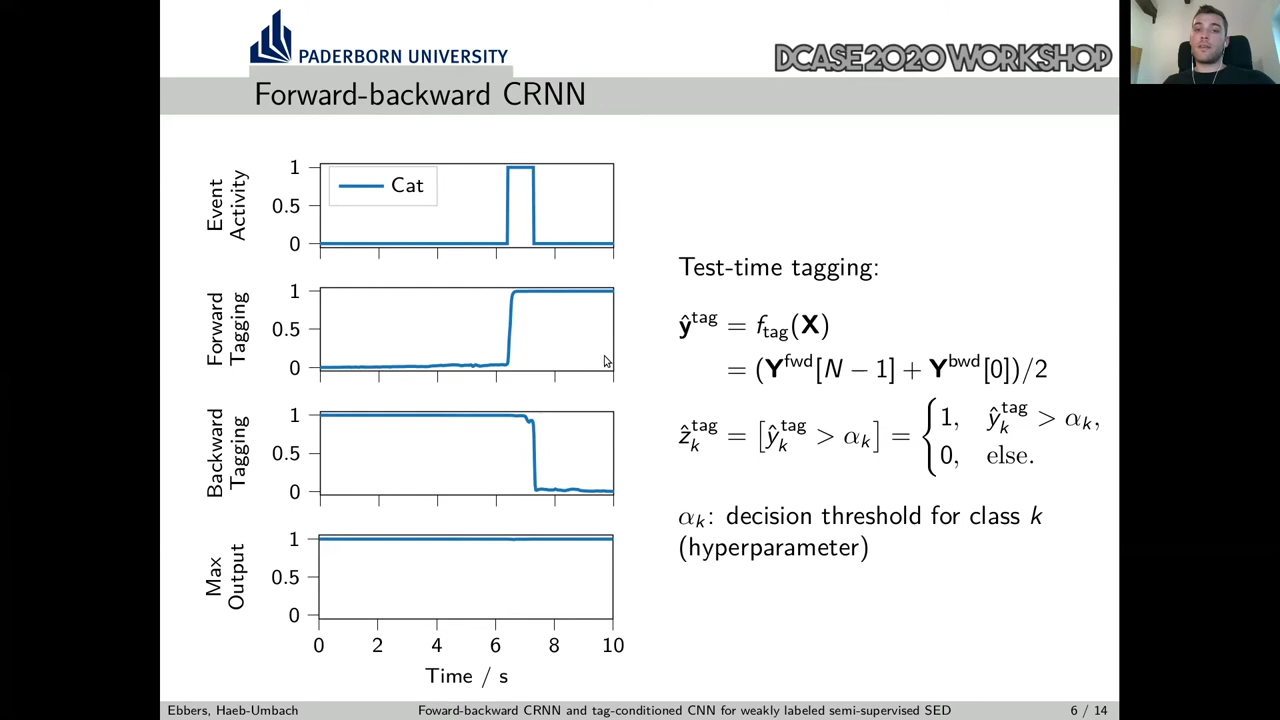 PADERBORN UNIVERSITY
DCASE2020 WORKSHOP
Forward-backward CRNN
Event
Activity
1
0.5
0
Cat
Forward
Tagging
1
0.5
0
Backward
Tagging
1
0.5
0
Max
Output
1
0.5
0
0 2 4 6 8 10
Time / s
Test-time tagging:
ŷ^tag = f_tag(X)
= (Y^fwd[N − 1] + Y^bwd[0])/2
ẑ_k^tag = [ŷ_k^tag > α_k] = { 1, ŷ_k^tag > α_k,
0, else.
α_k: decision threshold for class k
(hyperparameter)
Ebbers, Haeb-Umbach Foward-backward CRNN and tag-conditioned CNN for weakly labeled semi-supervised SED 6 / 14